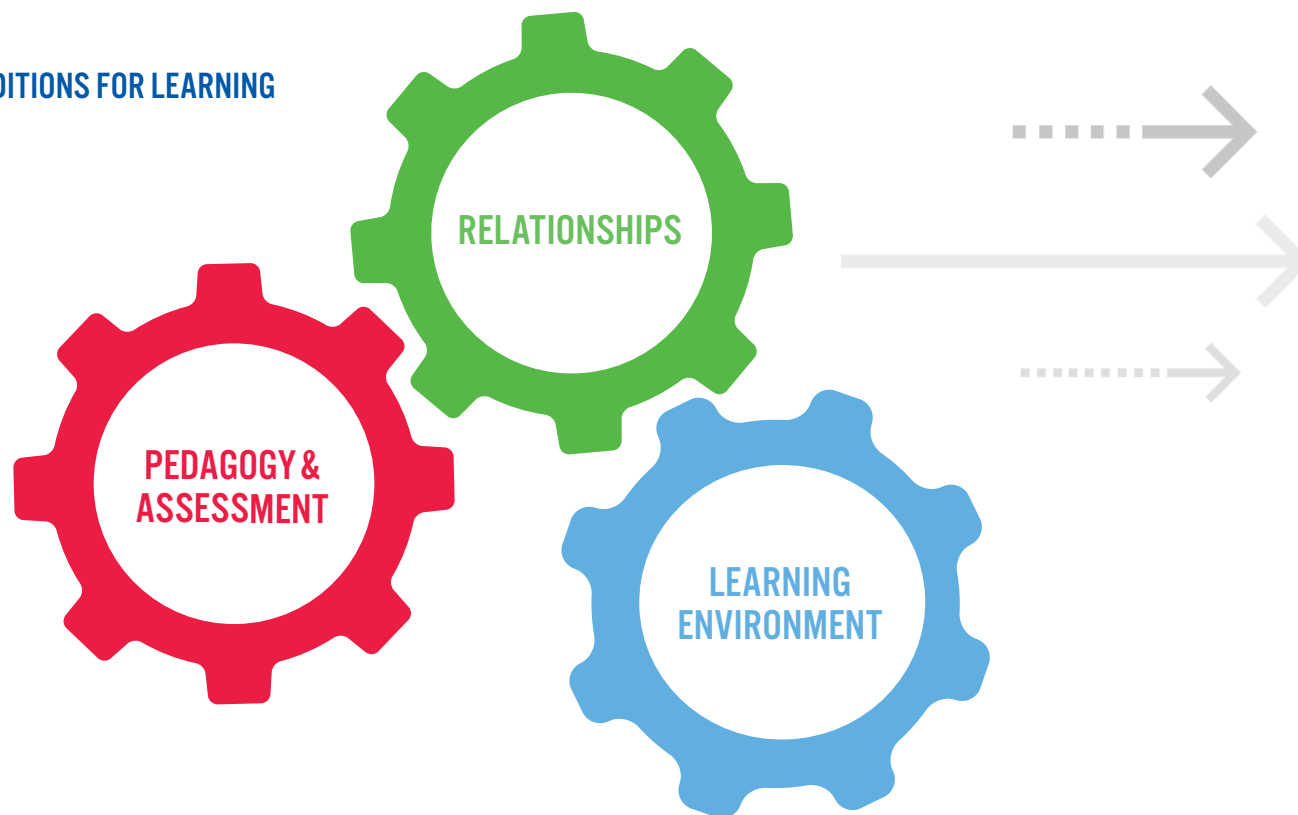 DITIONS FOR LEARNING
RELATIONSHIPS
PEDAGOGY &
ASSESSMENT
LEARNING
ENVIRONMENT